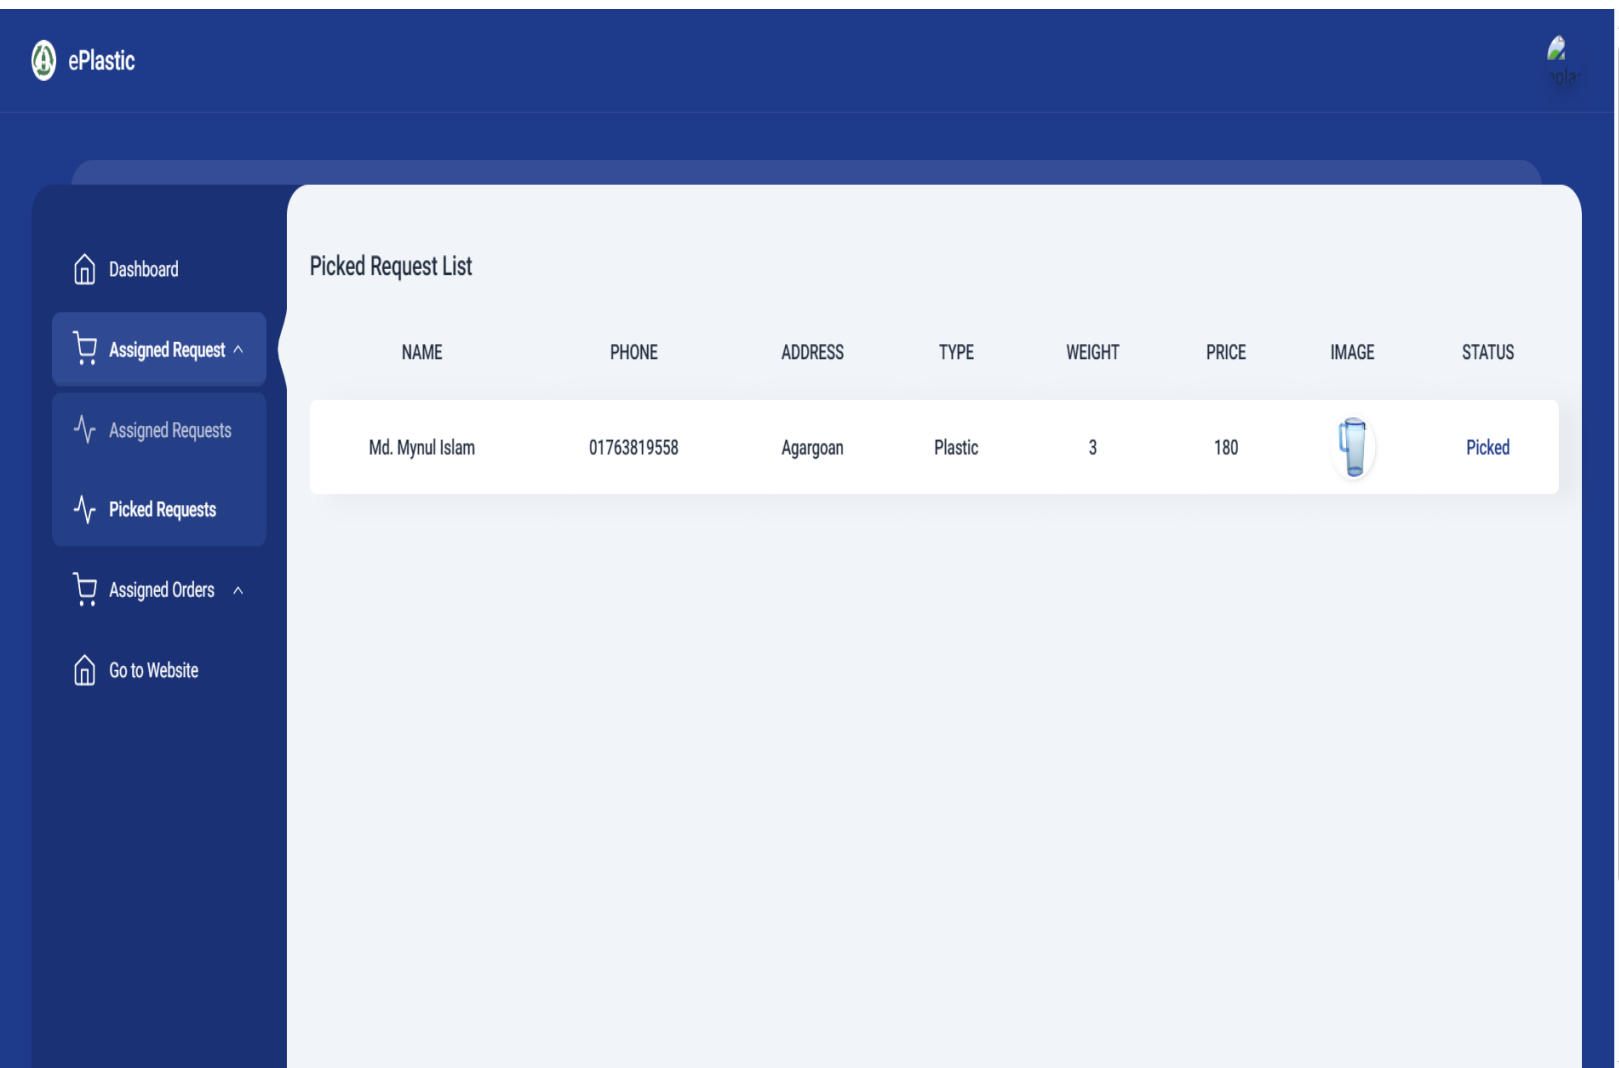 ePlastic
Dashboard
Assigned Request
Assigned Requests
Picked Requests
Assigned Orders
Go to Website
Picked Request List
NAME PHONE ADDRESS TYPE WEIGHT PRICE IMAGE STATUS
Md. Mynul Islam 01763819558 Agargoan Plastic 3 180 Picked